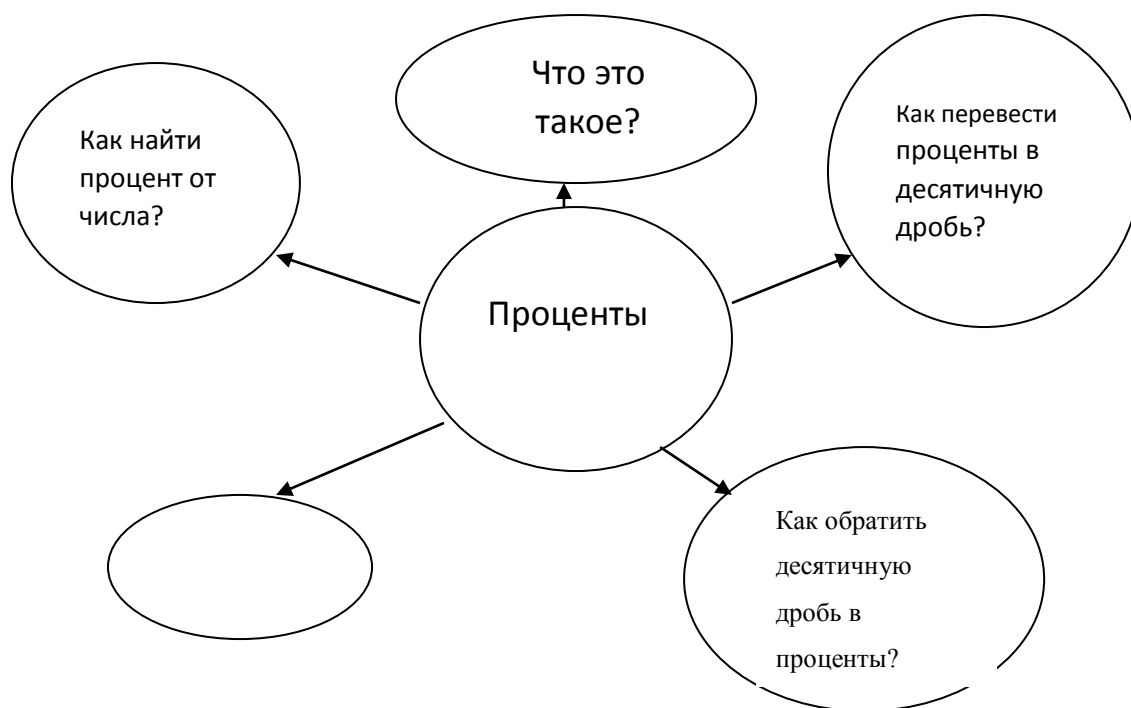 Что это
такое?
Как найти
процент от
числа?
Как перевести
проценты в
десятичную
дробь?
Проценты
Как обратить
десятичную
дробь в
проценты?